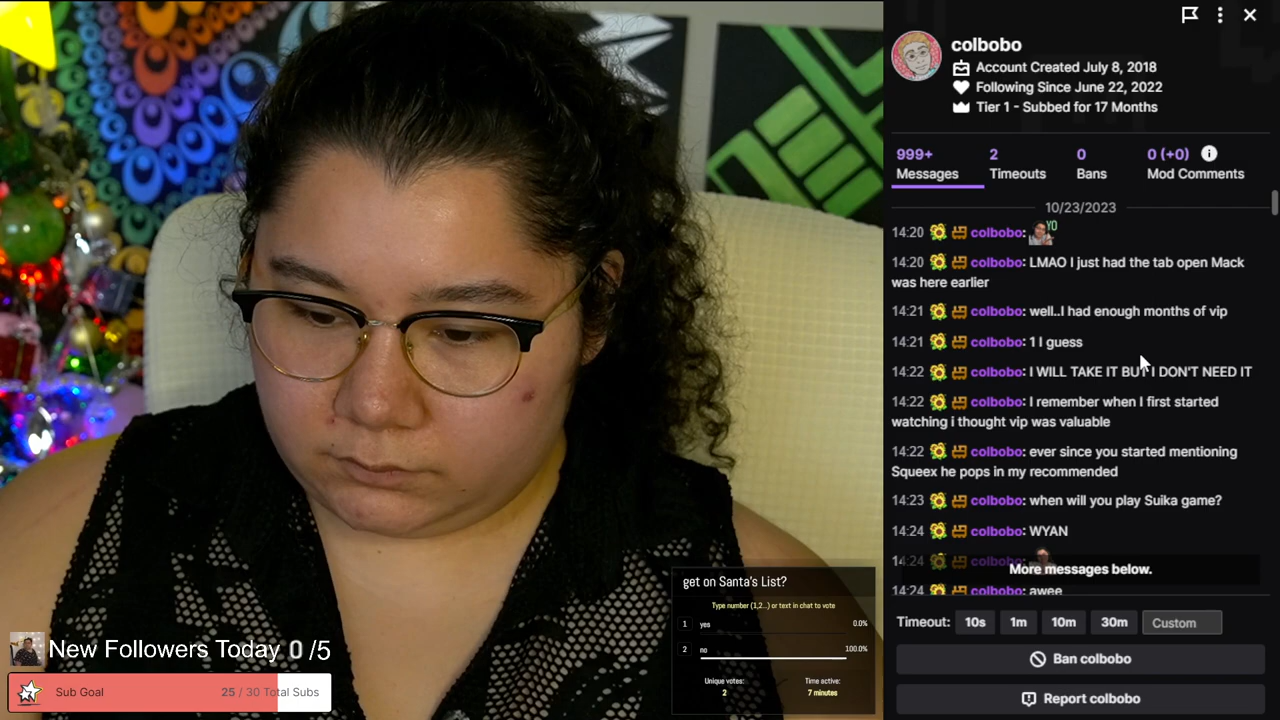 colbobo
Account Created July 8, 2018
Following Since June 22, 2022
Tier 1 - Subbed for 17 Months
999+ Messages
2 Timeouts
0 Bans
0 (+0) Mod Comments
10/23/2023
14:20 colbobo: YO
14:20 colbobo: LMAO I just had the tab open Mack
was here earlier
14:21 colbobo: well..I had enough months of vip
14:21 colbobo: 1 I guess
14:22 colbobo: I WILL TAKE IT BUT I DON'T NEED IT
14:22 colbobo: I remember when I first started
watching i thought vip was valuable
14:22 colbobo: ever since you started mentioning
Squeex he pops in my recommended
14:23 colbobo: when will you play Suika game?
14:24 colbobo: WYAN
14:24 colbobo:
More messages below.
14:24 colbobo: awee
Timeout: 10s 1m 10m 30m Custom
Ban colbobo
Report colbobo
get on Santa's List?
Type number (1,2...) or text in chat to vote
1 yes 0.0%
2 no 100.0%
Unique votes: Time active:
2 7 minutes
New Followers Today 0 /5
Sub Goal 25 / 30 Total Subs